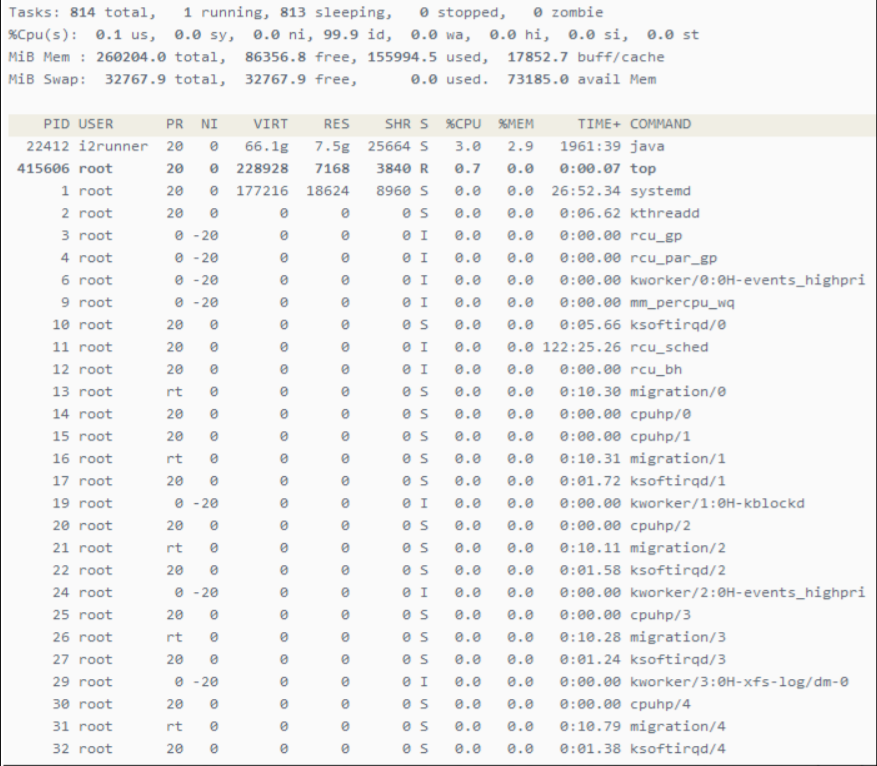 Tasks: 814 total,   1 running, 813 sleeping,   0 stopped,   0 zombie
%Cpu(s):  0.1 us,  0.0 sy,  0.0 ni, 99.9 id,  0.0 wa,  0.0 hi,  0.0 si,  0.0 st
MiB Mem : 260204.0 total,  86356.8 free, 155994.5 used,  17852.7 buff/cache
MiB Swap:  32767.9 total,  32767.9 free,      0.0 used.  73185.0 avail Mem
PID USER      PR  NI    VIRT    RES    SHR S  %CPU  %MEM     TIME+ COMMAND
22412 i2runner  20   0   66.1g   7.5g  25664 S   3.0   2.9   1961:39 java
415606 root      20   0  228928   7168   3840 R   0.7   0.0   0:00.07 top
1 root      20   0  177216  18624   8960 S   0.0   0.0  26:52.34 systemd
2 root      20   0       0      0      0 S   0.0   0.0   0:06.62 kthreadd
3 root       0 -20       0      0      0 I   0.0   0.0   0:00.00 rcu_gp
4 root       0 -20       0      0      0 I   0.0   0.0   0:00.00 rcu_par_gp
6 root       0 -20       0      0      0 I   0.0   0.0   0:00.00 kworker/0:0H-events_highpri
9 root       0 -20       0      0      0 I   0.0   0.0   0:00.00 mm_percpu_wq
10 root      20   0       0      0      0 S   0.0   0.0   0:05.66 ksoftirqd/0
11 root      20   0       0      0      0 I   0.0   0.0 122:25.26 rcu_sched
12 root      20   0       0      0      0 I   0.0   0.0   0:00.00 rcu_bh
13 root      rt   0       0      0      0 S   0.0   0.0   0:10.30 migration/0
14 root      20   0       0      0      0 S   0.0   0.0   0:00.00 cpuhp/0
15 root      20   0       0      0      0 S   0.0   0.0   0:00.00 cpuhp/1
16 root      rt   0       0      0      0 S   0.0   0.0   0:10.31 migration/1
17 root      20   0       0      0      0 S   0.0   0.0   0:01.72 ksoftirqd/1
19 root       0 -20       0      0      0 I   0.0   0.0   0:00.00 kworker/1:0H-kblockd
20 root      20   0       0      0      0 S   0.0   0.0   0:00.00 cpuhp/2
21 root      rt   0       0      0      0 S   0.0   0.0   0:10.11 migration/2
22 root      20   0       0      0      0 S   0.0   0.0   0:01.58 ksoftirqd/2
24 root       0 -20       0      0      0 I   0.0   0.0   0:00.00 kworker/2:0H-events_highpri
25 root      20   0       0      0      0 S   0.0   0.0   0:00.00 cpuhp/3
26 root      rt   0       0      0      0 S   0.0   0.0   0:10.28 migration/3
27 root      20   0       0      0      0 S   0.0   0.0   0:01.24 ksoftirqd/3
29 root       0 -20       0      0      0 I   0.0   0.0   0:00.00 kworker/3:0H-xfs-log/dm-0
30 root      20   0       0      0      0 S   0.0   0.0   0:00.00 cpuhp/4
31 root      rt   0       0      0      0 S   0.0   0.0   0:10.79 migration/4
32 root      20   0       0      0      0 S   0.0   0.0   0:01.38 ksoftirqd/4